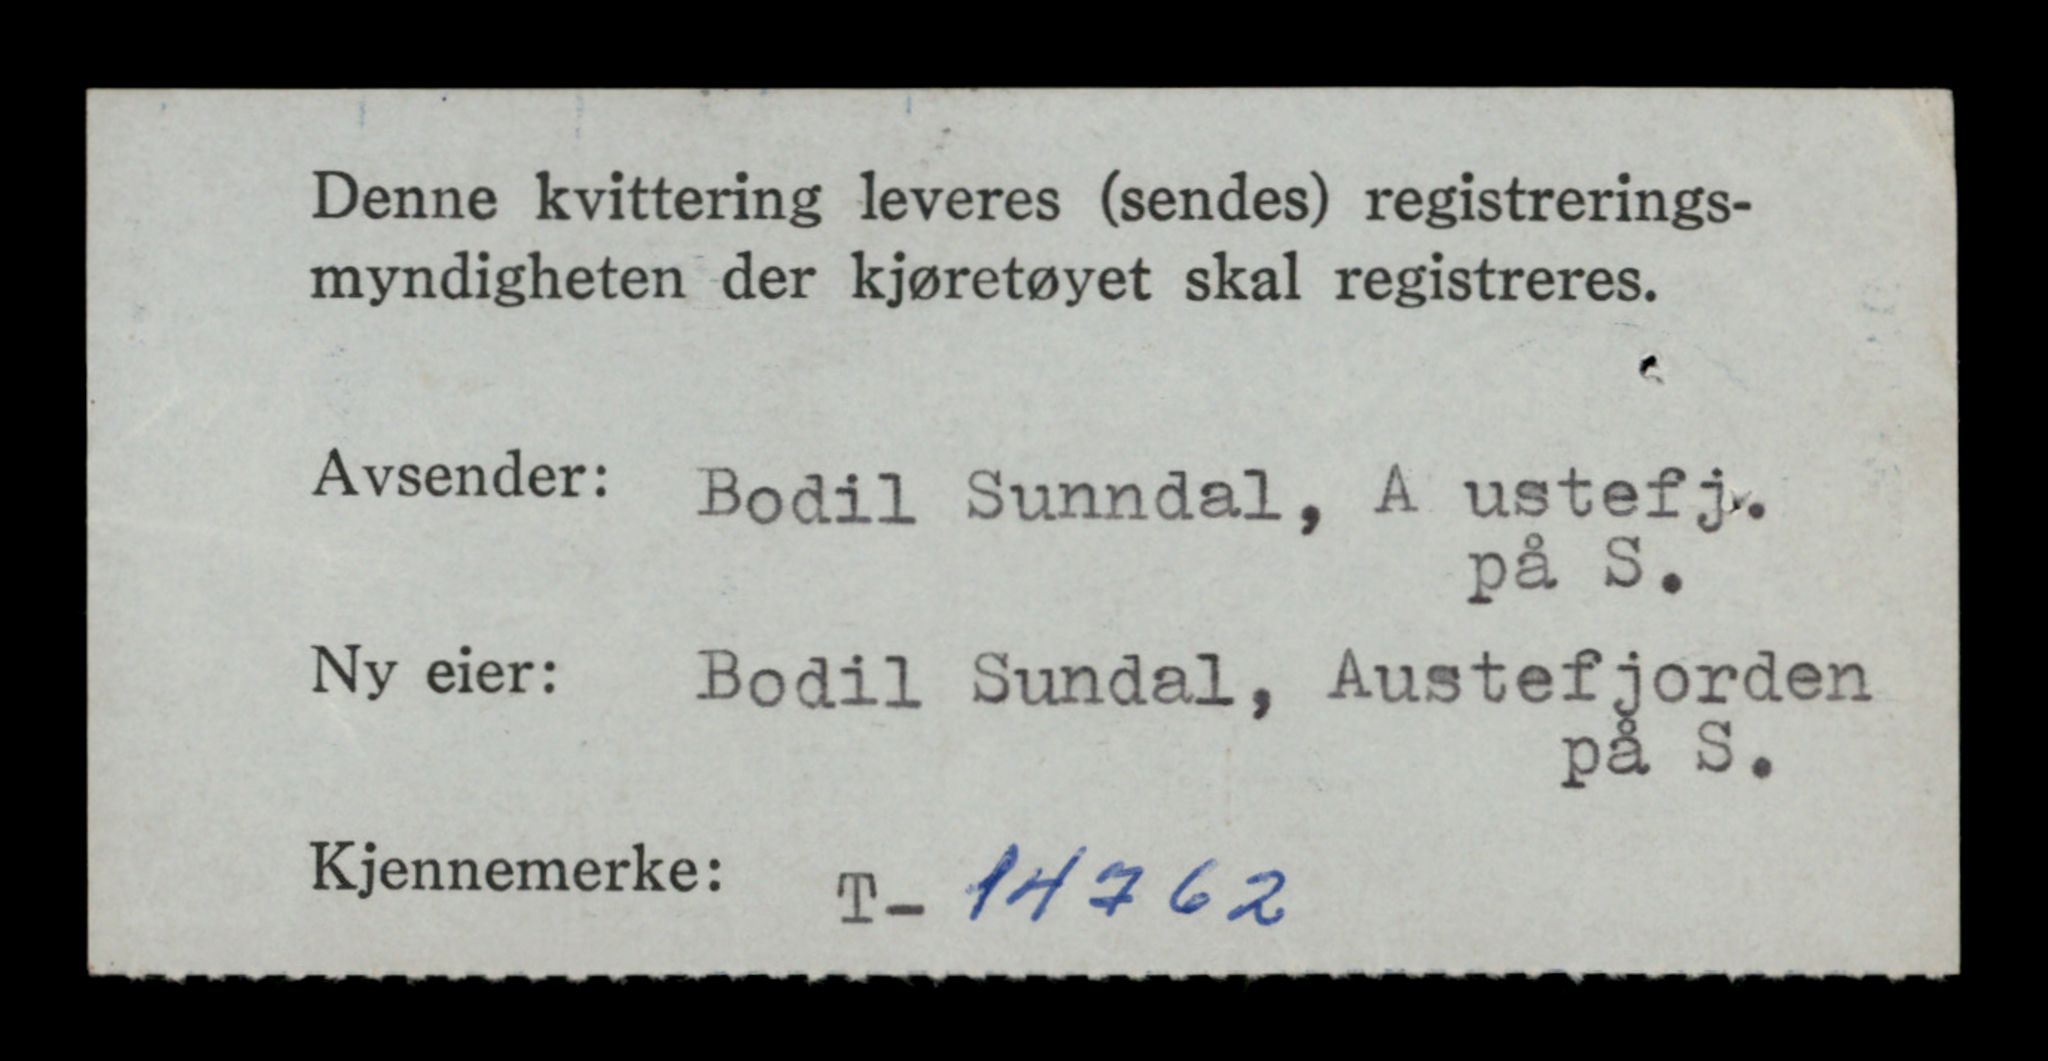 Denne kvittering leveres (sendes) registrerings-
myndigheten der kjøretøyet skal registreres.
Avsender: Bodil Sunndal, A ustefj.
på S.
Ny eier: Bodil Sundal, Austefjorden
på S.
Kjennemerke: T- 14762